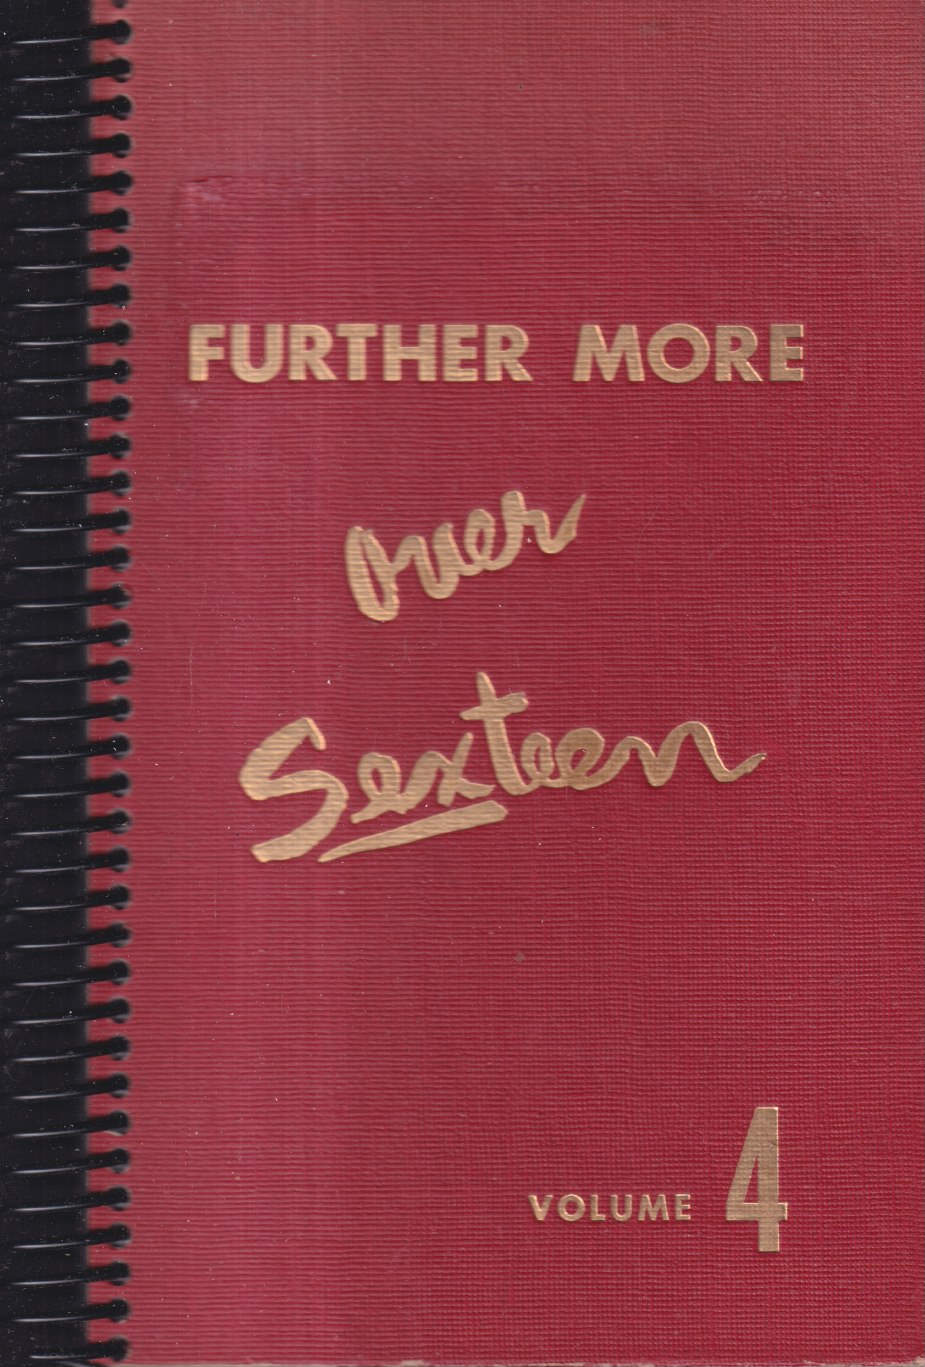 FURTHER MORE
Over
Sexteen
VOLUME 4